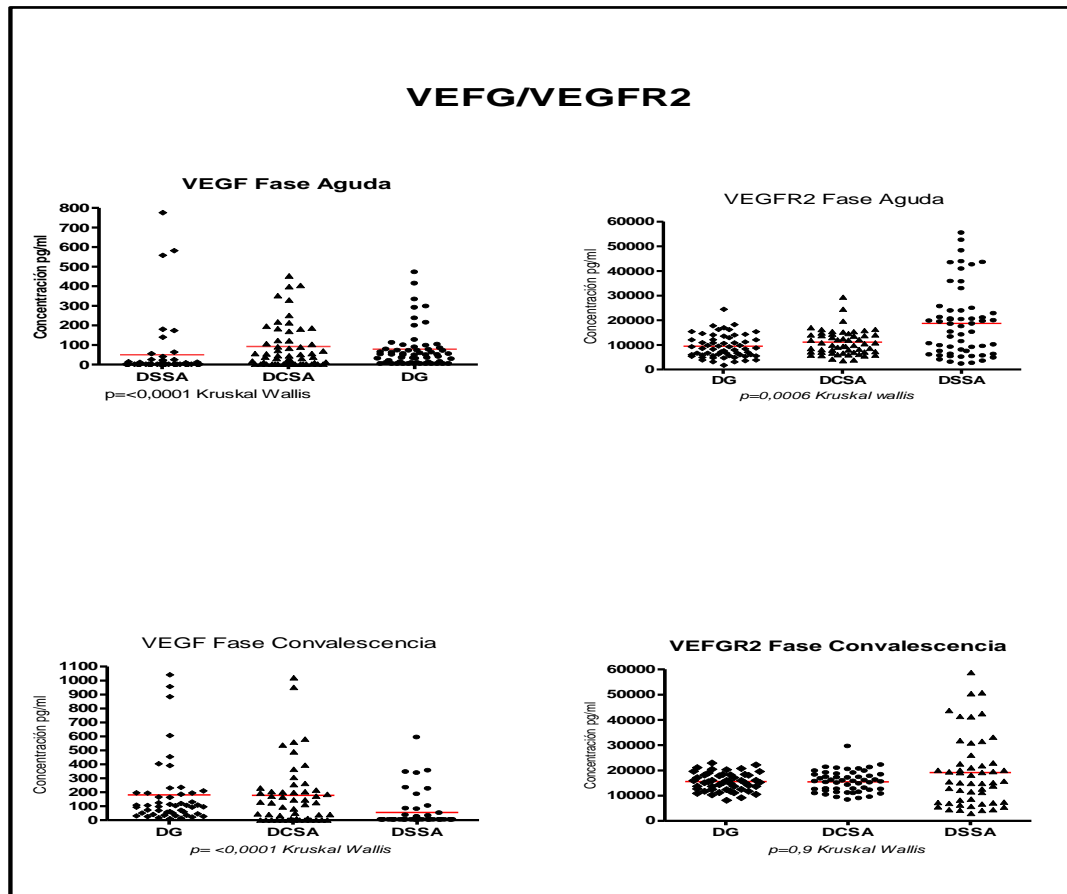 VEFG/VEGFR2
VEGF Fase Aguda
Concentración pg/ml
800
700
600
500
400
300
200
100
0
DSSA DCSA DG
p=<0,0001 Kruskal Wallis
VEGFR2 Fase Aguda
Concentración pg/ml
60000
50000
40000
30000
20000
10000
0
DG DCSA DSSA
p=0,0006 Kruskal wallis
VEGF Fase Convalescencia
Concentración pg/ml
1100
1000
900
800
700
600
500
400
300
200
100
0
DG DCSA DSSA
p= <0,0001 Kruskal Wallis
VEFGR2 Fase Convalescencia
Concentración pg/ml
60000
50000
40000
30000
20000
10000
0
DG DCSA DSSA
p=0,9 Kruskal Wallis